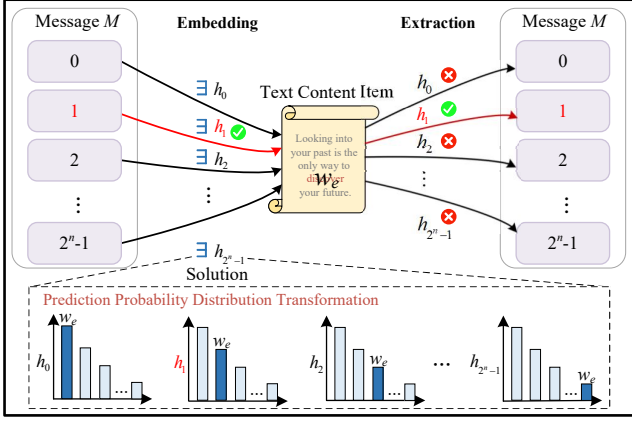 Message M
Embedding
Extraction
Message M
0
1
2
⋮
2ⁿ-1
∃ h₀
∃ h₁
∃ h₂
⋮
∃ h₂ⁿ₋₁
Text Content Item
Looking into
your past is the
only way to
discover
wₑ
your future.
h₀
h₁
h₂
⋮
h₂ⁿ₋₁
0
1
2
⋮
2ⁿ-1
Solution
Prediction Probability Distribution Transformation
h₀
wₑ
...
h₁
wₑ
...
h₂
wₑ
...
...
h₂ⁿ₋₁
wₑ
...